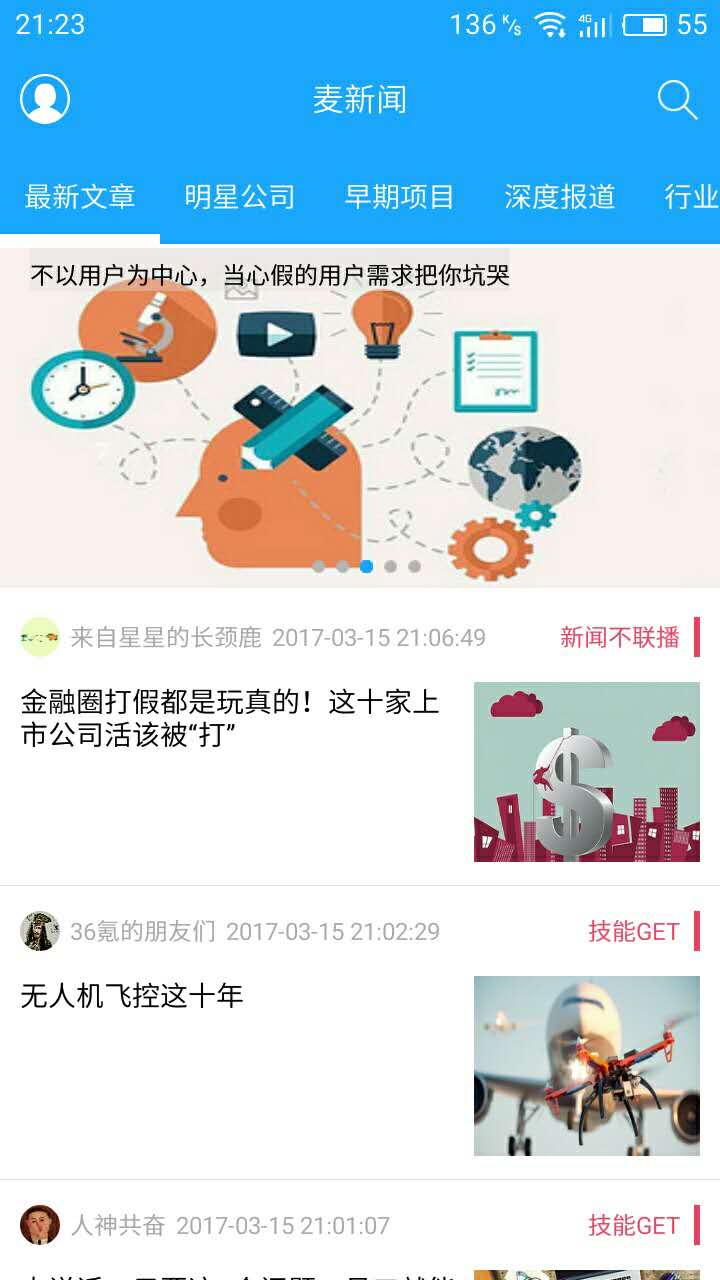 21:23
136 K/s
4G
55
麦新闻
最新文章 明星公司 早期项目 深度报道 行业
不以用户为中心，当心假的用户需求把你坑哭
来自星星的长颈鹿 2017-03-15 21:06:49 新闻不联播
金融圈打假都是玩真的！这十家上
市公司活该被“打”
36氪的朋友们 2017-03-15 21:02:29 技能GET
无人机飞控这十年
人神共奋 2017-03-15 21:01:07 技能GET